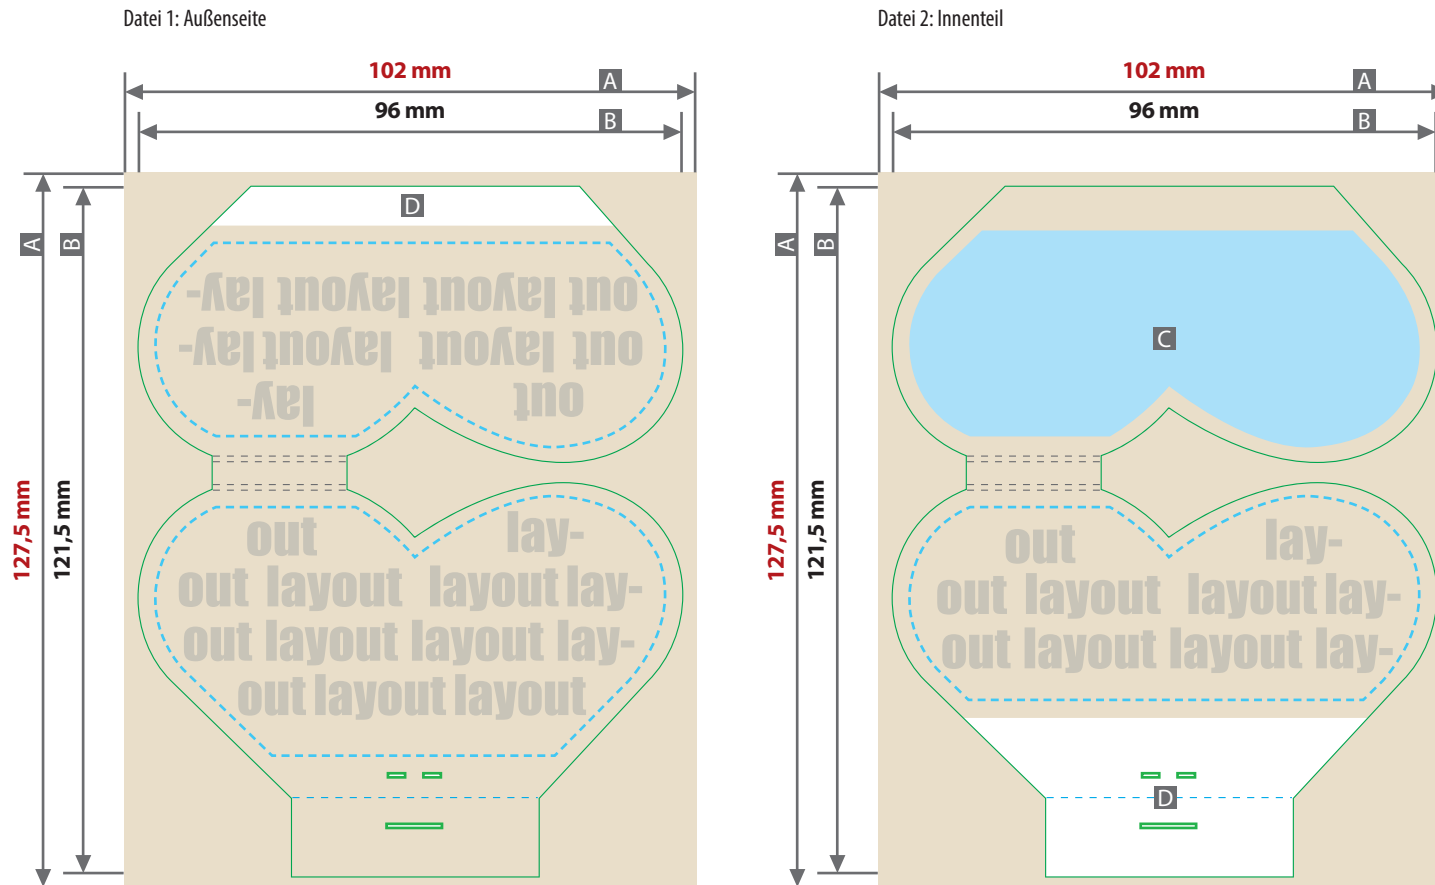 Datei 1: Außenseite
102 mm
A
96 mm
B
A
B
127,5 mm
121,5 mm
D
out layout layout lay-
out layout layout lay-
out lay-
out lay-
out layout layout lay-
out layout layout lay-
out layout layout
Datei 2: Innenteil
102 mm
A
96 mm
B
A
B
127,5 mm
121,5 mm
C
out lay-
out layout layout lay-
out layout layout lay-
D